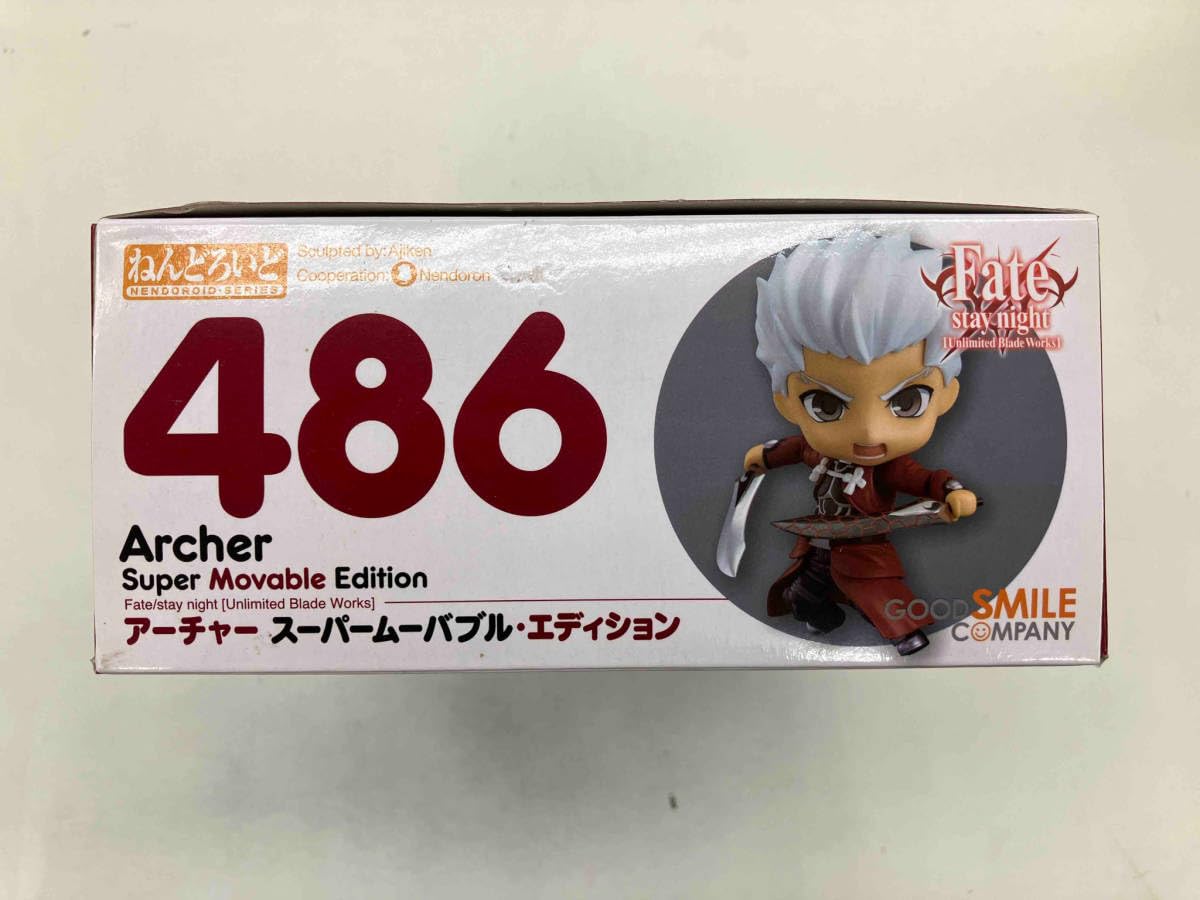 ねんどろいど
NENDOROID·SERIES
Sculpted by: Ajiken
Cooperation: Nendoron
486
Archer
Super Movable Edition
Fate/stay night [Unlimited Blade Works]
アーチャー スーパームーバブル・エディション
Fate
stay night
[Unlimited Blade Works]
GOOD SMILE
COMPANY